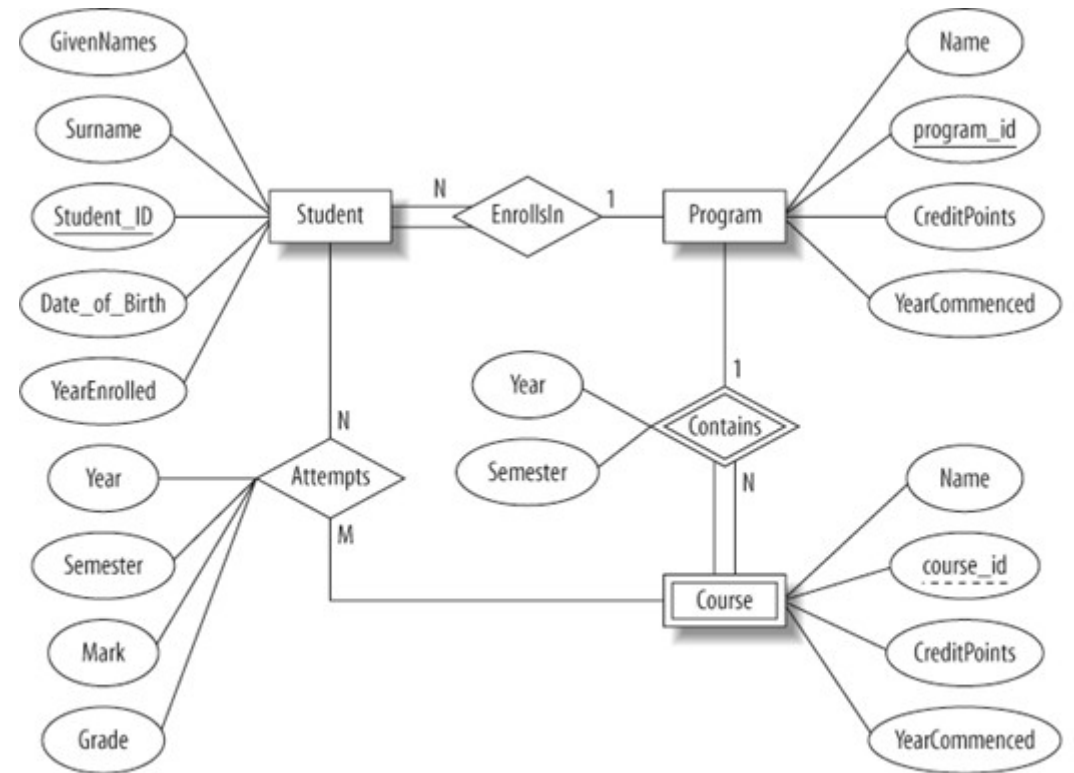 GivenNames
Name
Surname
program_id
Student_ID
Student
N
EnrollsIn
1
Program
CreditPoints
Date_of_Birth
YearCommenced
YearEnrolled
1
Year
N
Contains
Semester
Year
Attempts
N
Name
M
Semester
course_id
Course
Mark
CreditPoints
Grade
YearCommenced